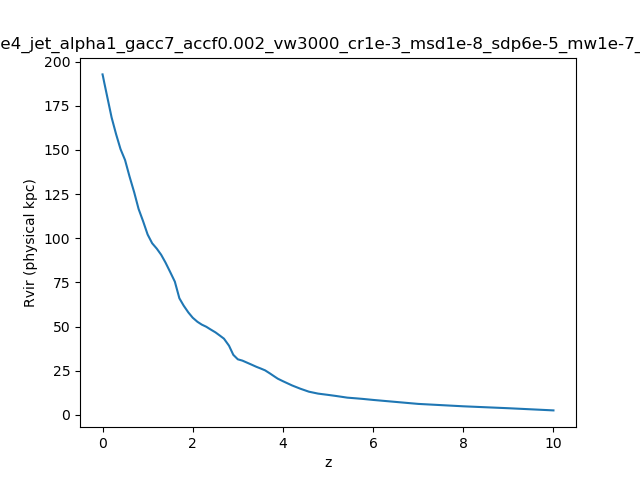 e4_jet_alpha1_gacc7_accf0.002_vw3000_cr1e-3_msd1e-8_sdp6e-5_mw1e-7_
200
175
150
125
100
75
50
25
0
Rvir (physical kpc)
0 2 4 6 8 10
z